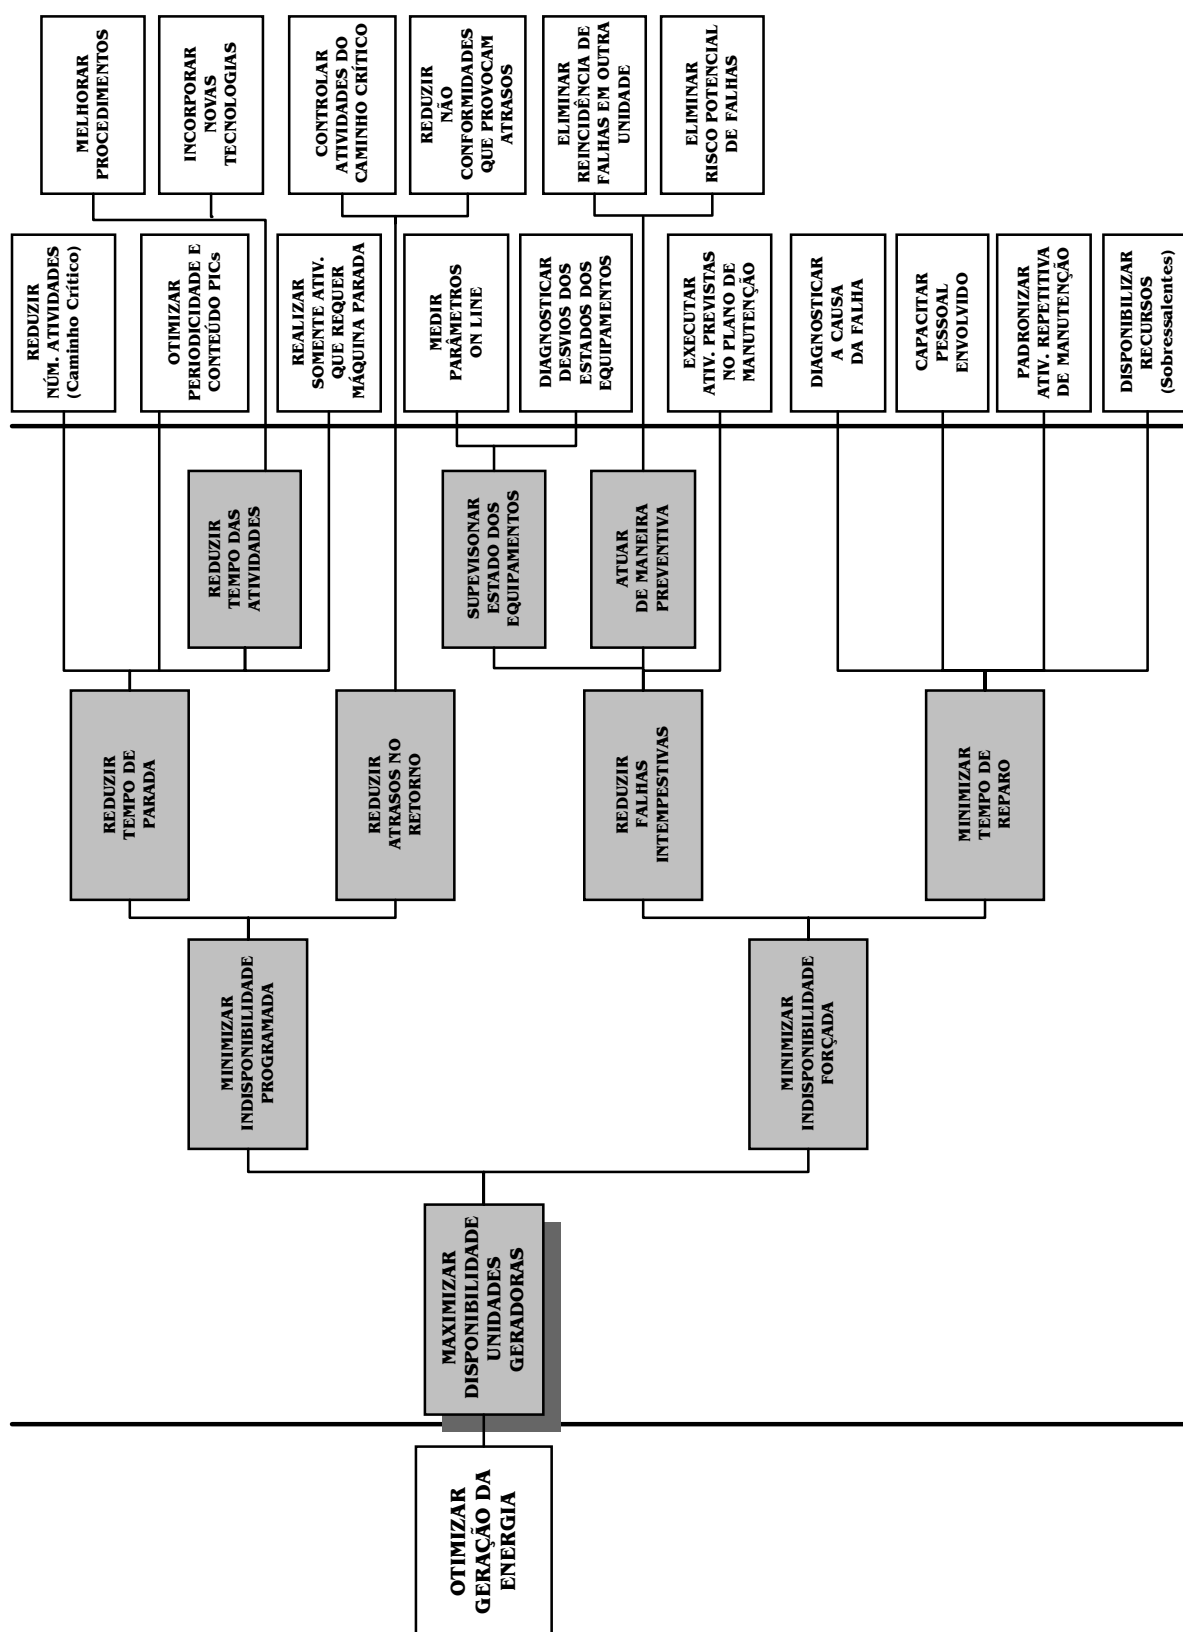 OTIMIZAR
GERAÇÃO DA
ENERGIA
MAXIMIZAR
DISPONIBILIDADE
UNIDADES
GERADORAS
MINIMIZAR
INDISPONIBILIDADE
PROGRAMADA
MINIMIZAR
INDISPONIBILIDADE
FORÇADA
REDUZIR
TEMPO DE
PARADA
REDUZIR
ATRASOS NO
RETORNO
REDUZIR
FALHAS
INTEMPESTIVAS
MINIMIZAR
TEMPO DE
REPARO
REDUZIR
TEMPO DAS
ATIVIDADES
SUPEVISONAR
ESTADO DOS
EQUIPAMENTOS
ATUAR
DE MANEIRA
PREVENTIVA
REDUZIR
NÚM. ATIVIDADES
(Caminho Crítico)
OTIMIZAR
PERIODICIDADE E
CONTEÚDO PICs
REALIZAR
SOMENTE ATIV.
QUE REQUER
MÁQUINA PARADA
MEDIR
PARÂMETROS
ON LINE
DIAGNOSTICAR
DESVIOS DOS
ESTADOS DOS
EQUIPAMENTOS
EXECUTAR
ATIV. PREVISTAS
NO PLANO DE
MANUTENÇÃO
DIAGNOSTICAR
A CAUSA
DA FALHA
CAPACITAR
PESSOAL
ENVOLVIDO
PADRONIZAR
ATIV. REPETITIVA
DE MANUTENÇÃO
DISPONIBILIZAR
RECURSOS
(Sobressalentes)
MELHORAR
PROCEDIMENTOS
INCORPORAR
NOVAS
TECNOLOGIAS
CONTROLAR
ATIVIDADES DO
CAMINHO CRÍTICO
REDUZIR
NÃO
CONFORMIDADES
QUE PROVOCAM
ATRASOS
ELIMINAR
REINCIDÊNCIA DE
FALHAS EM OUTRA
UNIDADE
ELIMINAR
RISCO POTENCIAL
DE FALHAS